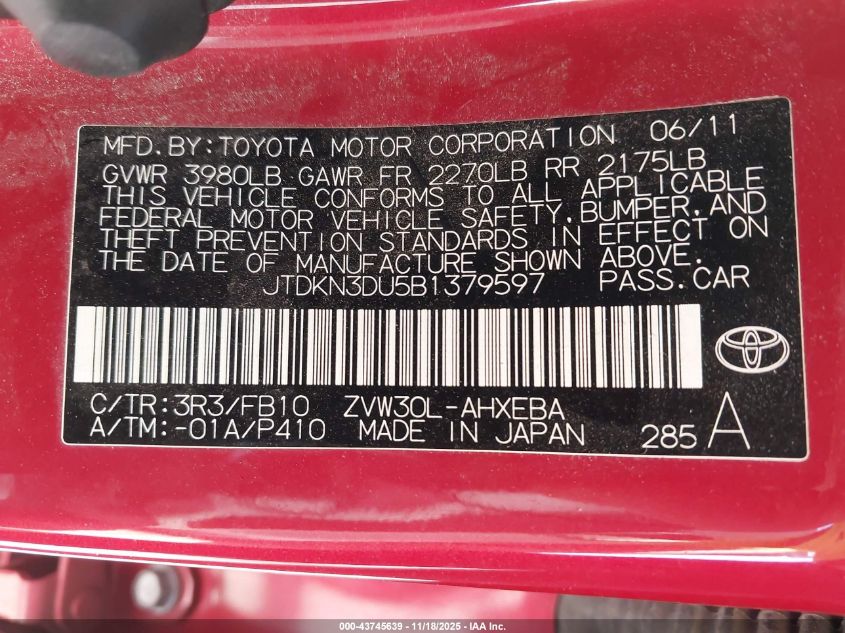 MFD.BY:TOYOTA MOTOR CORPORATION 06/11
GVWR 3980LB GAWR FR 2270LB RR 2175LB
THIS VEHICLE CONFORMS TO ALL APPLICABLE
FEDERAL MOTOR VEHICLE SAFETY,BUMPER,AND
THEFT PREVENTION STANDARDS IN EFFECT ON
THE DATE OF MANUFACTURE SHOWN ABOVE.
JTDKN3DU5B1379597 PASS.CAR
C/TR:3R3/FB10 ZVW30L-AHXEBA
A/TM:-01A/P410 MADE IN JAPAN 285 A
000-43745639 - 11/18/2025 - IAA Inc.